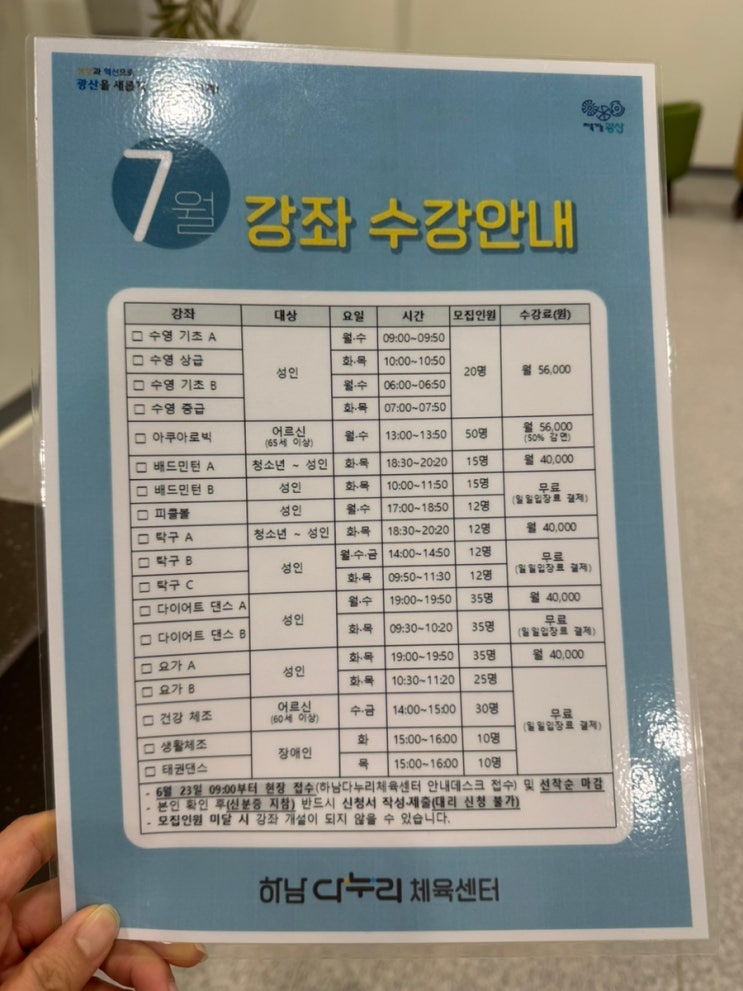 과 혁신으로
광산을 새롭
광산
7월
강좌 수강안내
강좌 대상 요일 시간 모집인원 수강료(원)
□ 수영 기초 A 성인 월·수 09:00~09:50 20명 월 56,000
□ 수영 상급 화·목 10:00~10:50
□ 수영 기초 B 월·수 06:00~06:50
□ 수영 중급 화·목 07:00~07:50
□ 아쿠아로빅 어르신 월·수 13:00~13:50 50명 월 56,000
(65세 이상) (50% 감면)
□ 배드민턴 A 청소년 ~ 성인 화·목 18:30~20:20 15명 월 40,000
□ 배드민턴 B 성인 화·목 10:00~11:50 15명 무료
(일일입장료 결제)
□ 피클볼 성인 월·수 17:00~18:50 12명
□ 탁구 A 청소년 ~ 성인 화·목 18:30~20:20 12명 월 40,000
□ 탁구 B 성인 월·수·금 14:00~14:50 12명 무료
(일일입장료 결제)
□ 탁구 C 화·목 09:50~11:30 12명
□ 다이어트 댄스 A 성인 월·수 19:00~19:50 35명 월 40,000
□ 다이어트 댄스 B 화·목 09:30~10:20 35명 무료
(일일입장료 결제)
□ 요가 A 성인 화·목 19:00~19:50 35명 월 40,000
□ 요가 B 화·목 10:30~11:20 25명 무료
(일일입장료 결제)
□ 건강 체조 어르신 수·금 14:00~15:00 30명
(60세 이상)
□ 생활체조 장애인 화 15:00~16:00 10명
□ 태권댄스 목 15:00~16:00 10명
- 6월 23일 09:00부터 현장 접수(하남다누리체육센터 안내데스크 접수) 및 선착순 마감
- 본인 확인 후(신분증 지참) 반드시 신청서 작성·제출(대리 신청 불가)
- 모집인원 미달 시 강좌 개설이 되지 않을 수 있습니다.
하남 다누리 체육센터